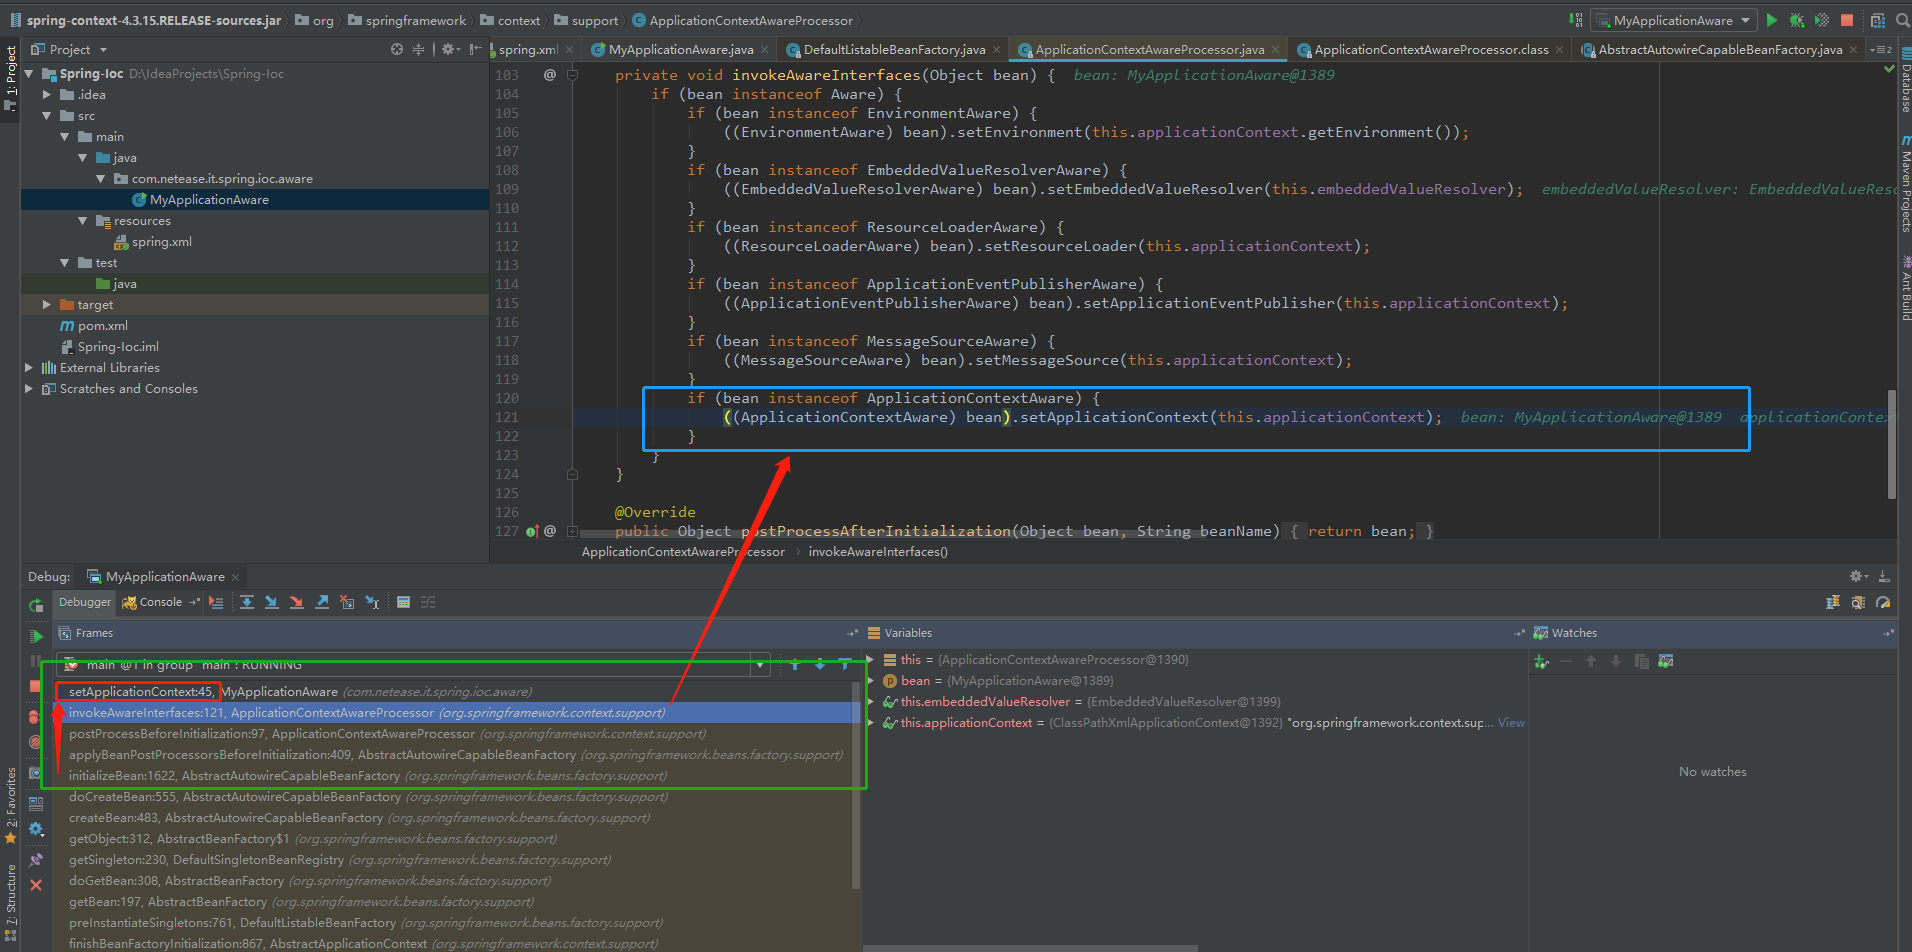 spring-context-4.3.15.RELEASE-sources.jar org springframework context support ApplicationContextAwareProcessor MyApplicationAware
Project
spring.xml MyApplicationAware.java DefaultListableBeanFactory.java ApplicationContextAwareProcessor.java ApplicationContextAwareProcessor.class AbstractAutowireCapableBeanFactory.java
1: Project
Spring-Ioc D:\IdeaProjects\Spring-Ioc
.idea
src
main
java
com.netease.it.spring.ioc.aware
MyApplicationAware
resources
spring.xml
test
java
target
pom.xml
Spring-Ioc.iml
External Libraries
Scratches and Consoles
103 @ private void invokeAwareInterfaces(Object bean) { bean: MyApplicationAware@1389
104 if (bean instanceof Aware) {
105 if (bean instanceof EnvironmentAware) {
106 ((EnvironmentAware) bean).setEnvironment(this.applicationContext.getEnvironment());
107 }
108 if (bean instanceof EmbeddedValueResolverAware) {
109 ((EmbeddedValueResolverAware) bean).setEmbeddedValueResolver(this.embeddedValueResolver); embeddedValueResolver: EmbeddedValueReso
110 }
111 if (bean instanceof ResourceLoaderAware) {
112 ((ResourceLoaderAware) bean).setResourceLoader(this.applicationContext);
113 }
114 if (bean instanceof ApplicationEventPublisherAware) {
115 ((ApplicationEventPublisherAware) bean).setApplicationEventPublisher(this.applicationContext);
116 }
117 if (bean instanceof MessageSourceAware) {
118 ((MessageSourceAware) bean).setMessageSource(this.applicationContext);
119 }
120 if (bean instanceof ApplicationContextAware) {
121 ((ApplicationContextAware) bean).setApplicationContext(this.applicationContext); bean: MyApplicationAware@1389 applicationContex
122 }
123 }
124 }
125
126 @Override
127 @ public Object postProcessAfterInitialization(Object bean, String beanName) { return bean; }
ApplicationContextAwareProcessor › invokeAwareInterfaces()
Database
Maven Projects
Ant Build
Debug: MyApplicationAware
Debugger Console
Frames
"main"@1 in group "main": RUNNING
setApplicationContext:45, MyApplicationAware (com.netease.it.spring.ioc.aware)
invokeAwareInterfaces:121, ApplicationContextAwareProcessor (org.springframework.context.support)
postProcessBeforeInitialization:97, ApplicationContextAwareProcessor (org.springframework.context.support)
applyBeanPostProcessorsBeforeInitialization:409, AbstractAutowireCapableBeanFactory (org.springframework.beans.factory.support)
initializeBean:1622, AbstractAutowireCapableBeanFactory (org.springframework.beans.factory.support)
doCreateBean:555, AbstractAutowireCapableBeanFactory (org.springframework.beans.factory.support)
createBean:483, AbstractAutowireCapableBeanFactory (org.springframework.beans.factory.support)
getObject:312, AbstractBeanFactory$1 (org.springframework.beans.factory.support)
getSingleton:230, DefaultSingletonBeanRegistry (org.springframework.beans.factory.support)
doGetBean:308, AbstractBeanFactory (org.springframework.beans.factory.support)
getBean:197, AbstractBeanFactory (org.springframework.beans.factory.support)
preInstantiateSingletons:761, DefaultListableBeanFactory (org.springframework.beans.factory.support)
finishBeanFactoryInitialization:867, AbstractApplicationContext (org.springframework.context.support)
Variables
this = {ApplicationContextAwareProcessor@1390}
bean = {MyApplicationAware@1389}
this.embeddedValueResolver = {EmbeddedValueResolver@1399}
this.applicationContext = {ClassPathXmlApplicationContext@1392} "org.springframework.context.sup... View
Watches
No watches
2: Favorites
7: Structure